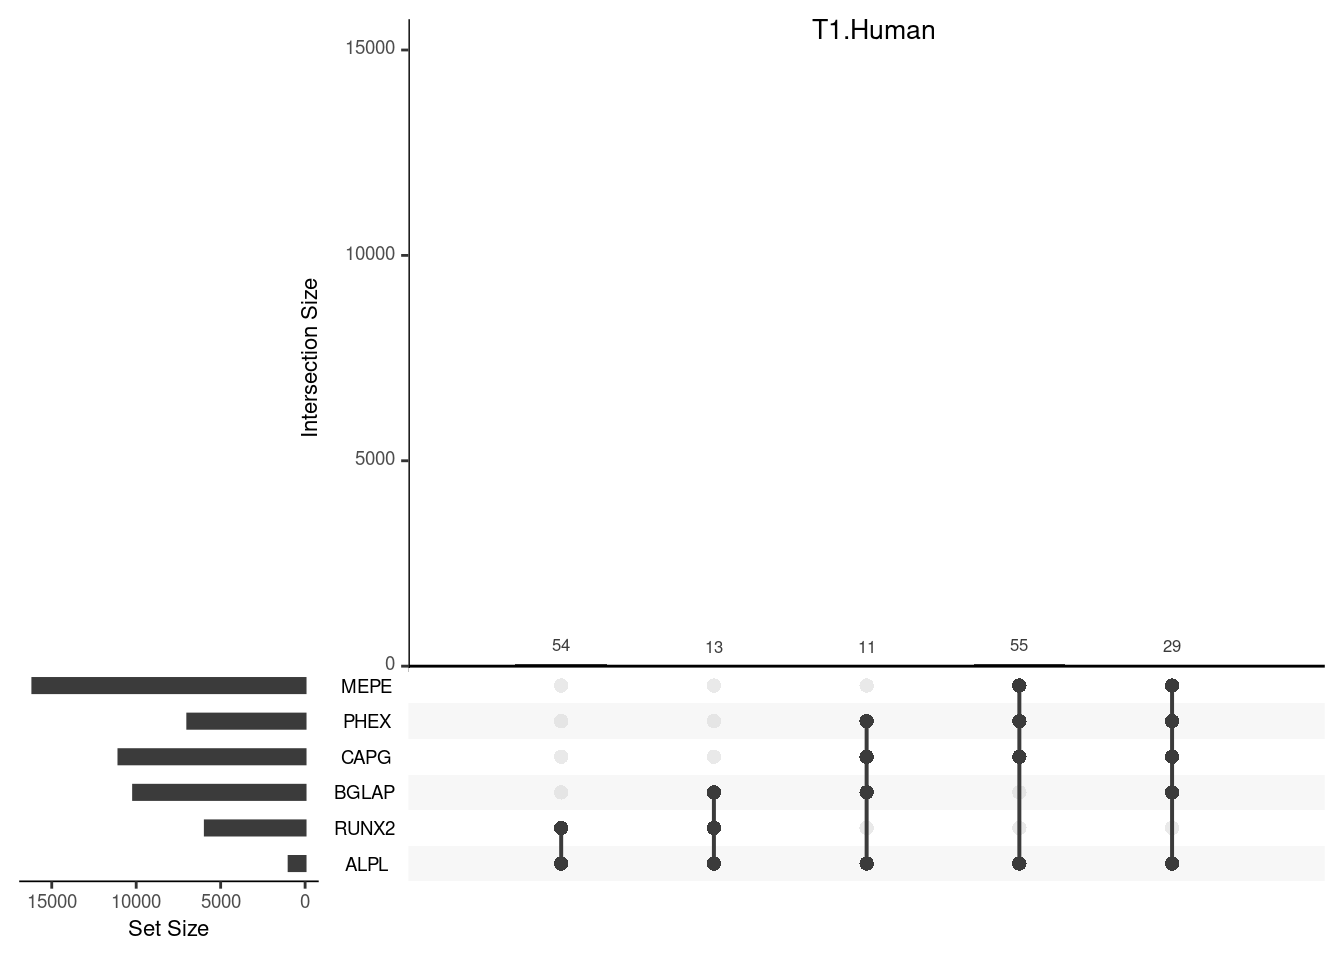 T1.Human
15000
10000
5000
0
Intersection Size
54 13 11 55 29
MEPE
PHEX
CAPG
BGLAP
RUNX2
ALPL
15000 10000 5000 0
Set Size